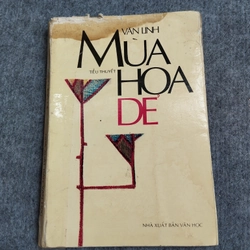 VĂN LINH
MÙA
TIỂU THUYẾT
HOA
DẺ
NHÀ XUẤT BẢN VĂN HỌC